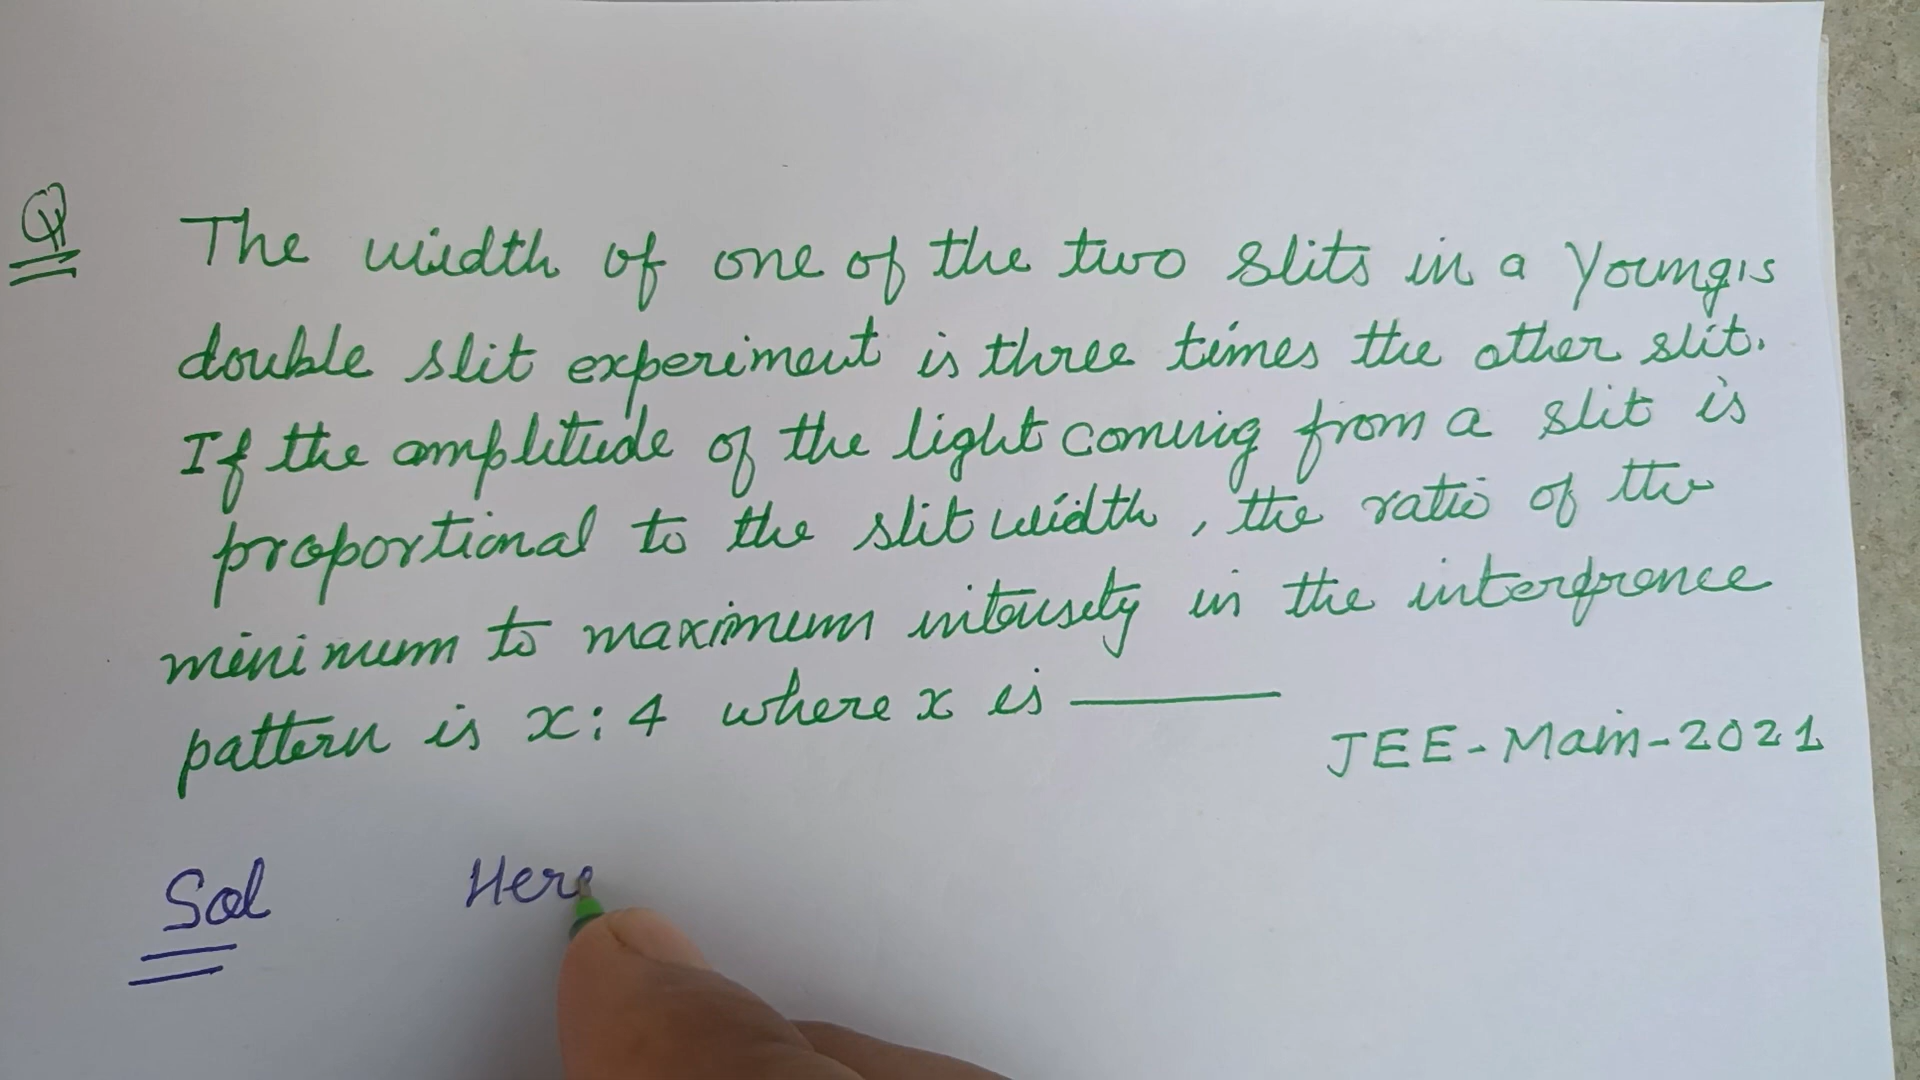 Q The width of one of the two slits in a Young's
double slit experiment is three times the other slit.
If the amplitude of the light coming from a slit is
proportional to the slit width, the ratio of the
minimum to maximum intensity in the interfrence
pattern is x:4 where x is ———
JEE-Main-2021
Sol Here